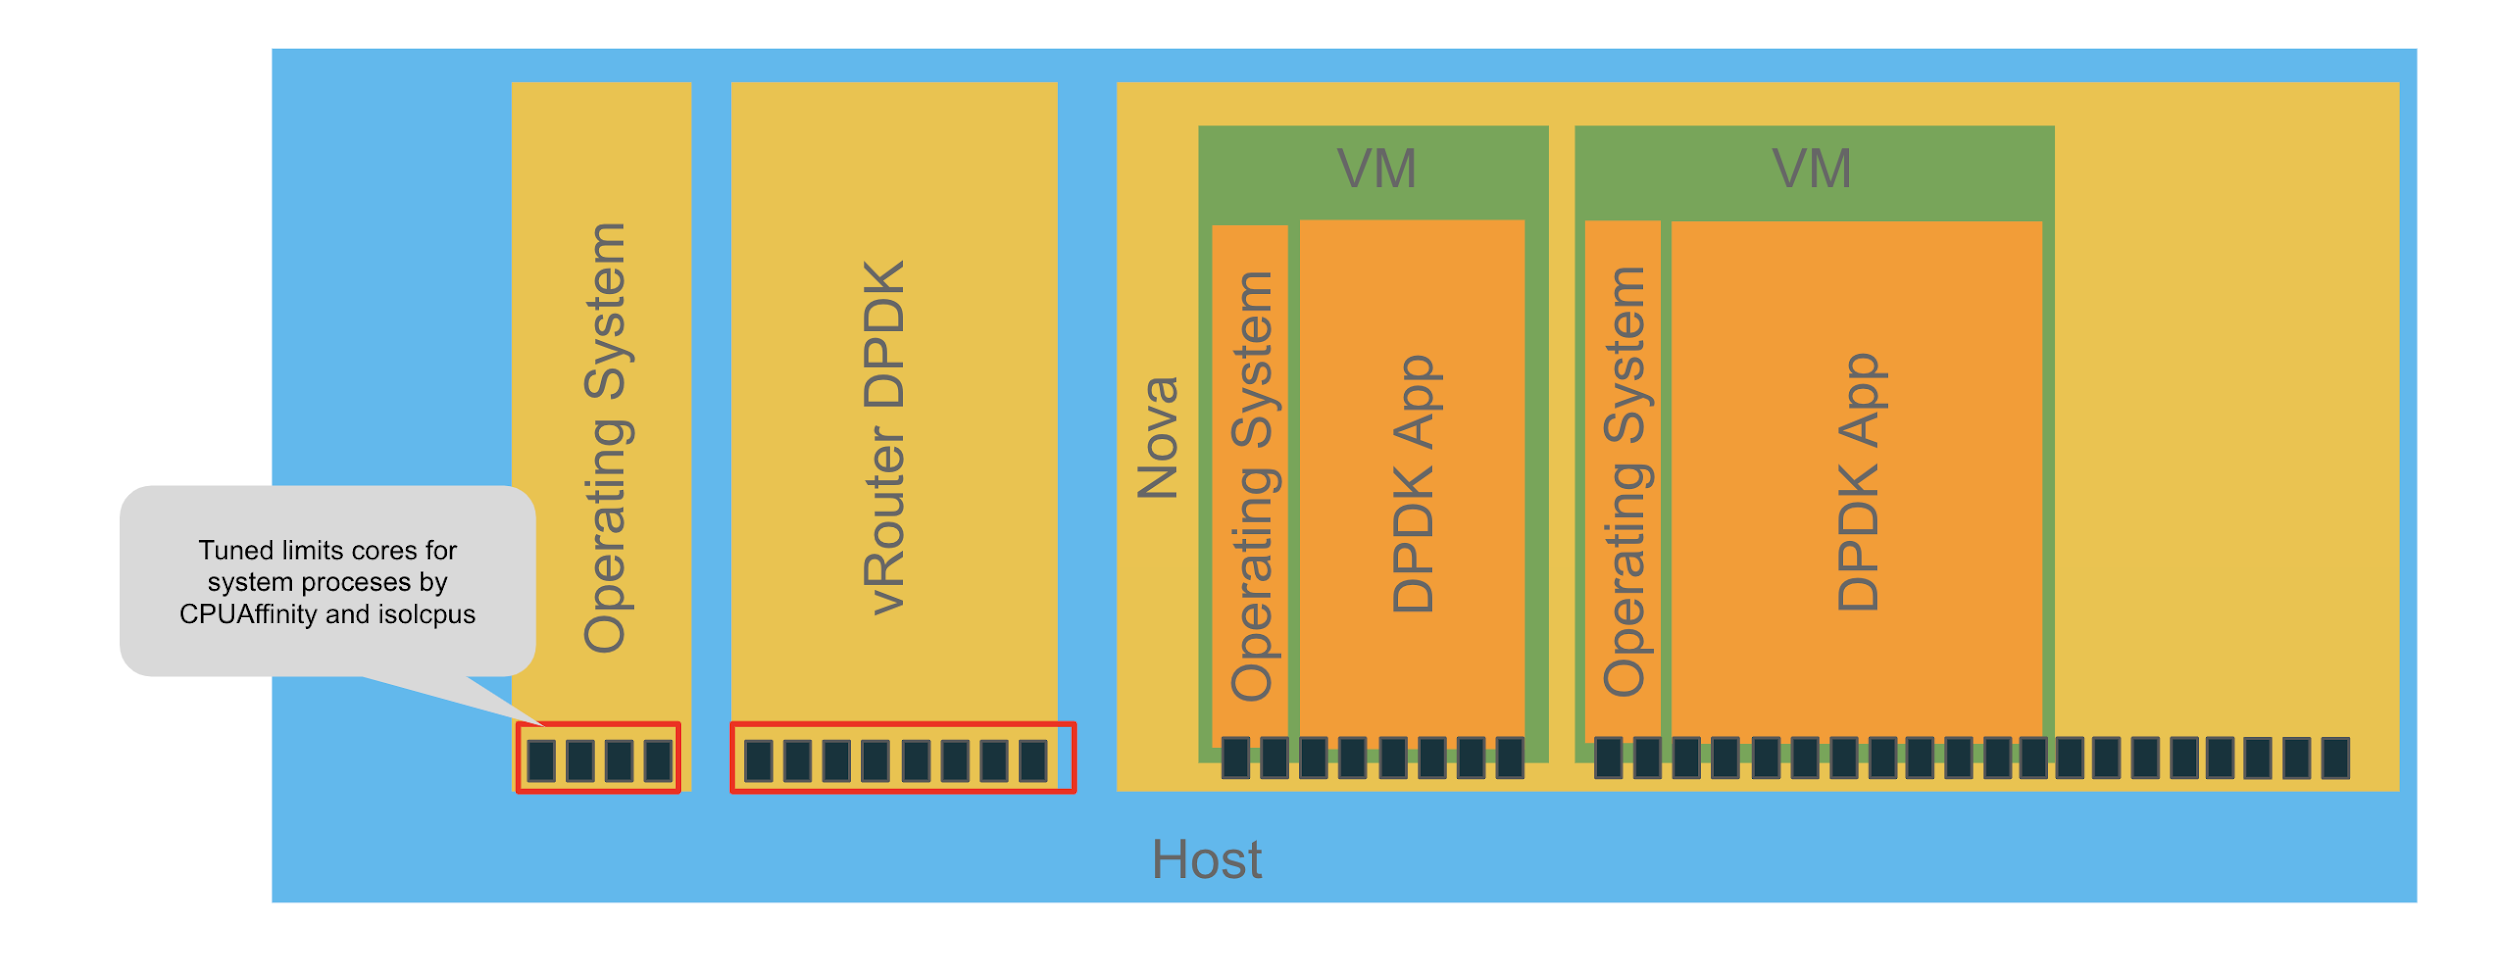 Operating System
vRouter DPDK
Nova
VM
Operating System
DPDK App
VM
Operating System
DPDK App
Tuned limits cores for
system proceses by
CPUAffinity and isolcpus
Host